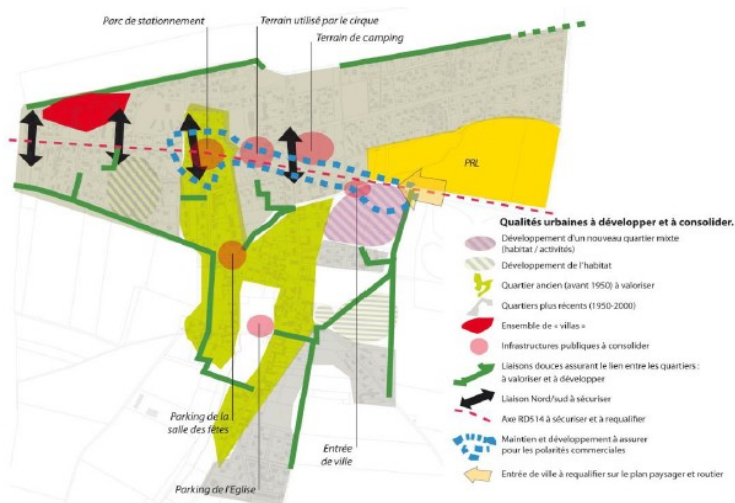 Parc de stationnement
Terrain utilisé par le cirque
Terrain de camping
PRL
Qualités urbaines à développer et à consolider.
Développement d'un nouveau quartier mixte
(habitat / activités)
Développement de l'habitat
Quartier ancien (avant 1950) à valoriser
Quartiers plus récents (1950-2000)
Ensemble de « villas »
Infrastructures publiques à consolider
Liaisons douces assurant le lien entre les quartiers :
à valoriser et à développer
Liaison Nord/sud à sécuriser
Axe RD514 à sécuriser et à requalifier
Maintien et développement à assurer
pour les polarités commerciales
Entrée de ville à requalifier sur le plan paysager et routier
Parking de la
salle des fêtes
Entrée
de ville
Parking de l'Eglise